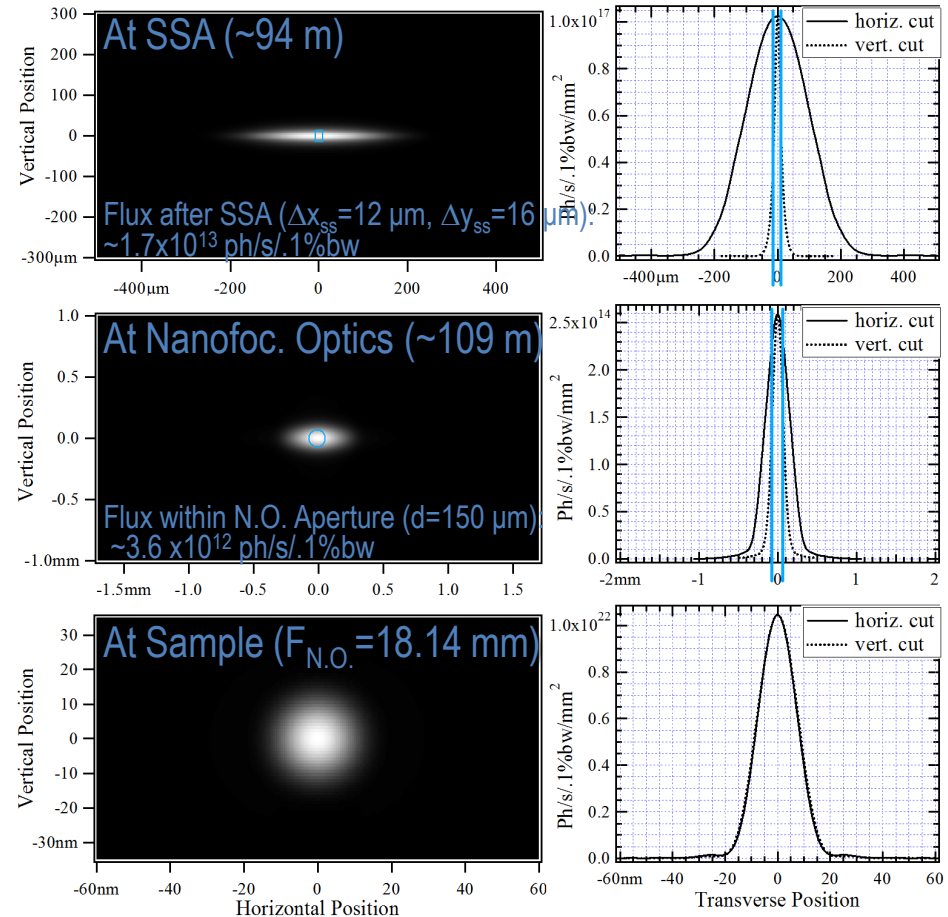 At SSA (~94 m)
Vertical Position
300
200
100
0
-100
-200
-300µm
Flux after SSA (Δxss=12 µm, Δyss=16 µm):
~1.7x10¹³ ph/s/.1%bw
-400µm -200 0 200 400
horiz. cut
vert. cut
Ph/s/.1%bw/mm²
1.0x10¹⁷
0.8
0.6
0.4
0.2
0.0
-400µm -200 0 200 400
At Nanofoc. Optics (~109 m)
Vertical Position
1.0
0.5
0.0
-0.5
-1.0mm
Flux within N.O. Aperture (d=150 µm):
~3.6 x10¹² ph/s/.1%bw
-1.5mm -1.0 -0.5 0.0 0.5 1.0 1.5
horiz. cut
vert. cut
Ph/s/.1%bw/mm²
2.5x10¹⁴
2.0
1.5
1.0
0.5
0.0
-2mm -1 0 1 2
At Sample (F_N.O.=18.14 mm)
Vertical Position
30
20
10
0
-10
-20
-30nm
-60nm -40 -20 0 20 40 60
Horizontal Position
horiz. cut
vert. cut
Ph/s/.1%bw/mm²
1.0x10²²
0.8
0.6
0.4
0.2
0.0
-60nm -40 -20 0 20 40 60
Transverse Position